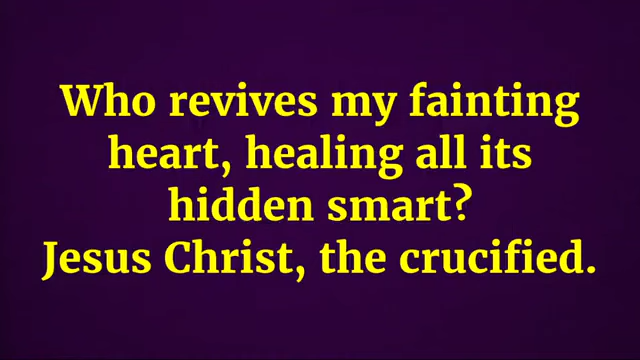 Who revives my fainting
heart, healing all its
hidden smart?
Jesus Christ, the crucified.